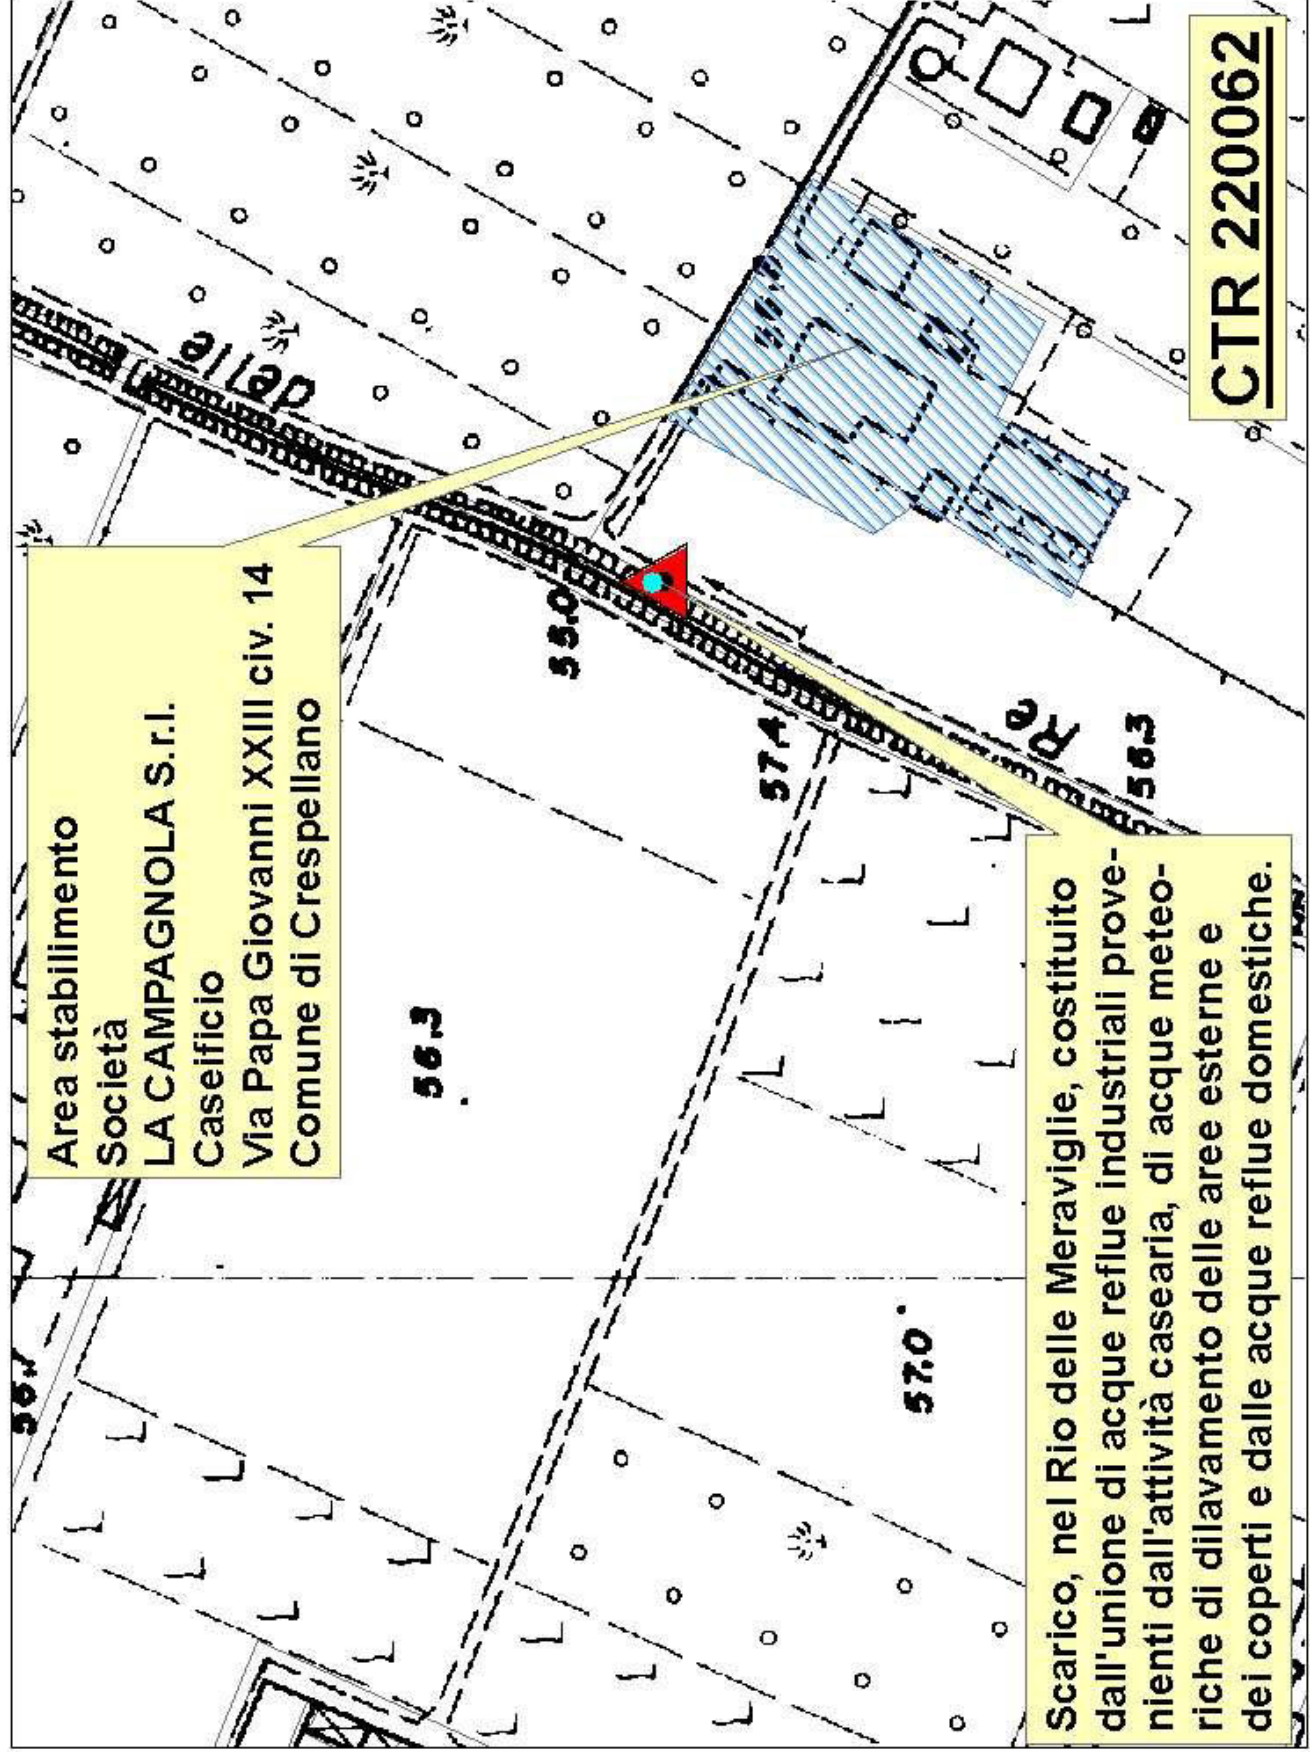 Area stabilimento
Società
LA CAMPAGNOLA S.r.l.
Caseificio
Via Papa Giovanni XXIII civ. 14
Comune di Crespellano
delle
55.0
57.4
Re
56.3
56.3
57.0
CTR 220062
Scarico, nel Rio delle Meraviglie, costituito
dall'unione di acque reflue industriali prove-
nienti dall'attività casearia, di acque meteo-
riche di dilavamento delle aree esterne e
dei coperti e dalle acque reflue domestiche.